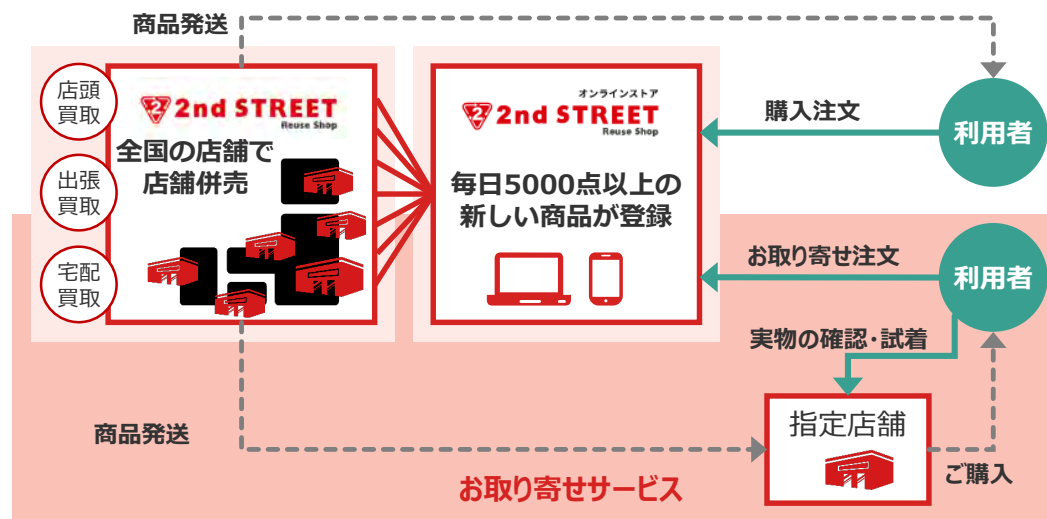 商品発送
店頭
買取
出張
買取
宅配
買取
2nd STREET
Reuse Shop
全国の店舗で
店舗併売
オンラインストア
2nd STREET
Reuse Shop
毎日5000点以上の
新しい商品が登録
購入注文
利用者
お取り寄せ注文
利用者
実物の確認・試着
商品発送
指定店舗
ご購入
お取り寄せサービス